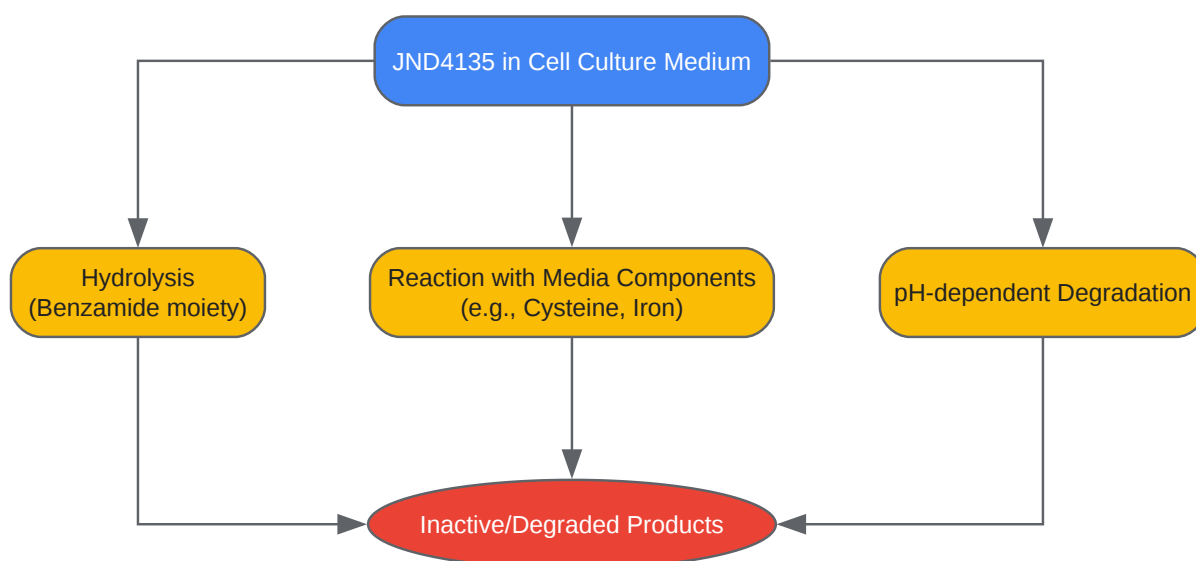 JND4135 in Cell Culture Medium
Hydrolysis
(Benzamide moiety)
Reaction with Media Components
(e.g., Cysteine, Iron)
pH-dependent Degradation
Inactive/Degraded Products